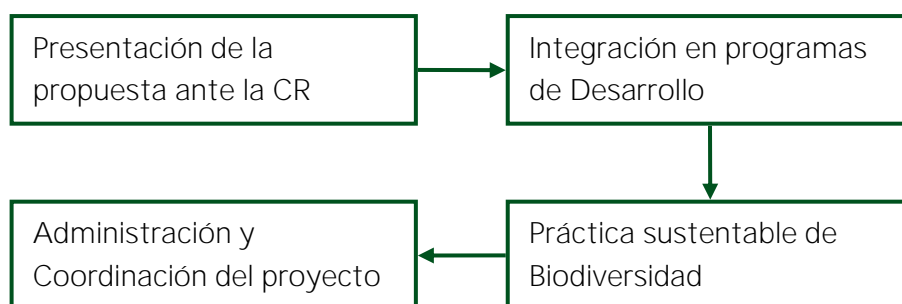 Presentación de la
propuesta ante la CR
Integración en programas
de Desarrollo
Práctica sustentable de
Biodiversidad
Administración y
Coordinación del proyecto